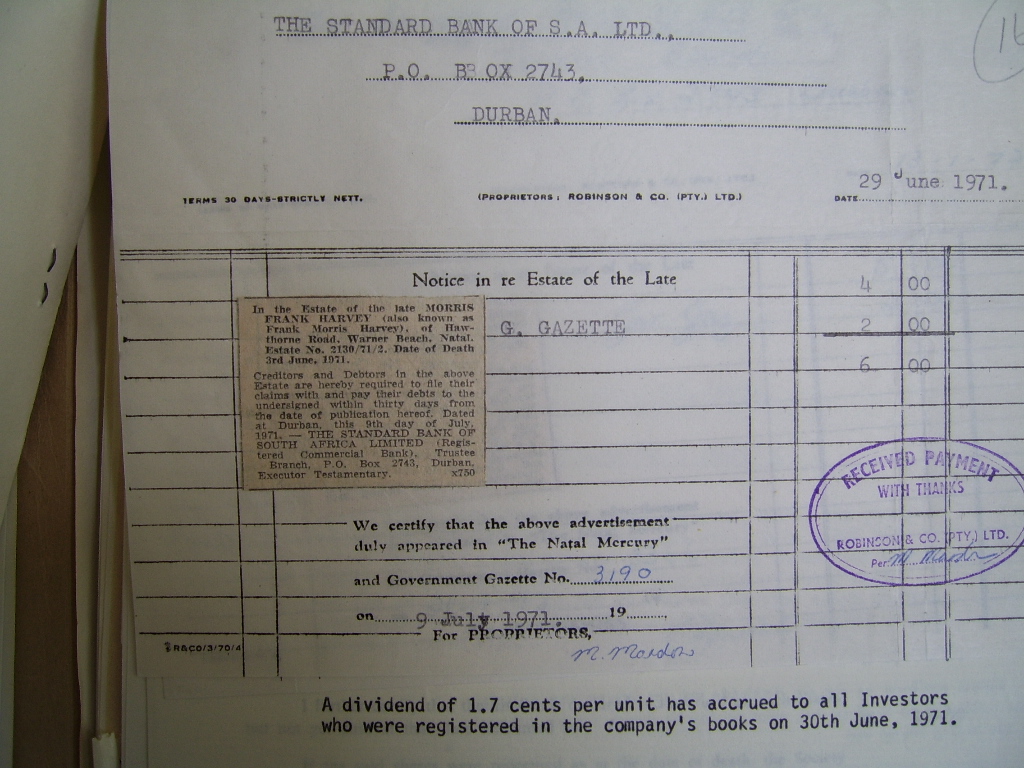 THE STANDARD BANK OF S.A. LTD.,
16
P.O. BOX 2743,
DURBAN.
29 June 1971.
TERMS 30 DAYS-STRICTLY NETT.
(PROPRIETORS: ROBINSON & CO. (PTY.) LTD.)
DATE
Notice in re Estate of the Late
4 00
In the Estate of the late MORRIS
FRANK HARVEY (also known as
Frank Morris Harvey), of Haw-
thorne Road, Warner Beach, Natal.
Estate No. 2130/71/2. Date of Death
3rd June, 1971.
G. GAZETTE
2 00
6 00
Creditors and Debtors in the above
Estate are hereby required to file their
claims with and pay their debts to the
undersigned within thirty days from
the date of publication hereof. Dated
at Durban, this 9th day of July,
1971. — THE STANDARD BANK OF
SOUTH AFRICA LIMITED (Regis-
tered Commercial Bank), Trustee
Branch, P.O. Box 2743, Durban,
Executor Testamentary. x750
RECEIVED PAYMENT
WITH THANKS
ROBINSON & CO. (PTY.) LTD.
Per:
We certify that the above advertisement
duly appeared in "The Natal Mercury"
and Government Gazette No. 3190
on 9 July 1971. 19
For PROPRIETORS,
RACO/3/70/4
A dividend of 1.7 cents per unit has accrued to all Investors
who were registered in the company's books on 30th June, 1971.